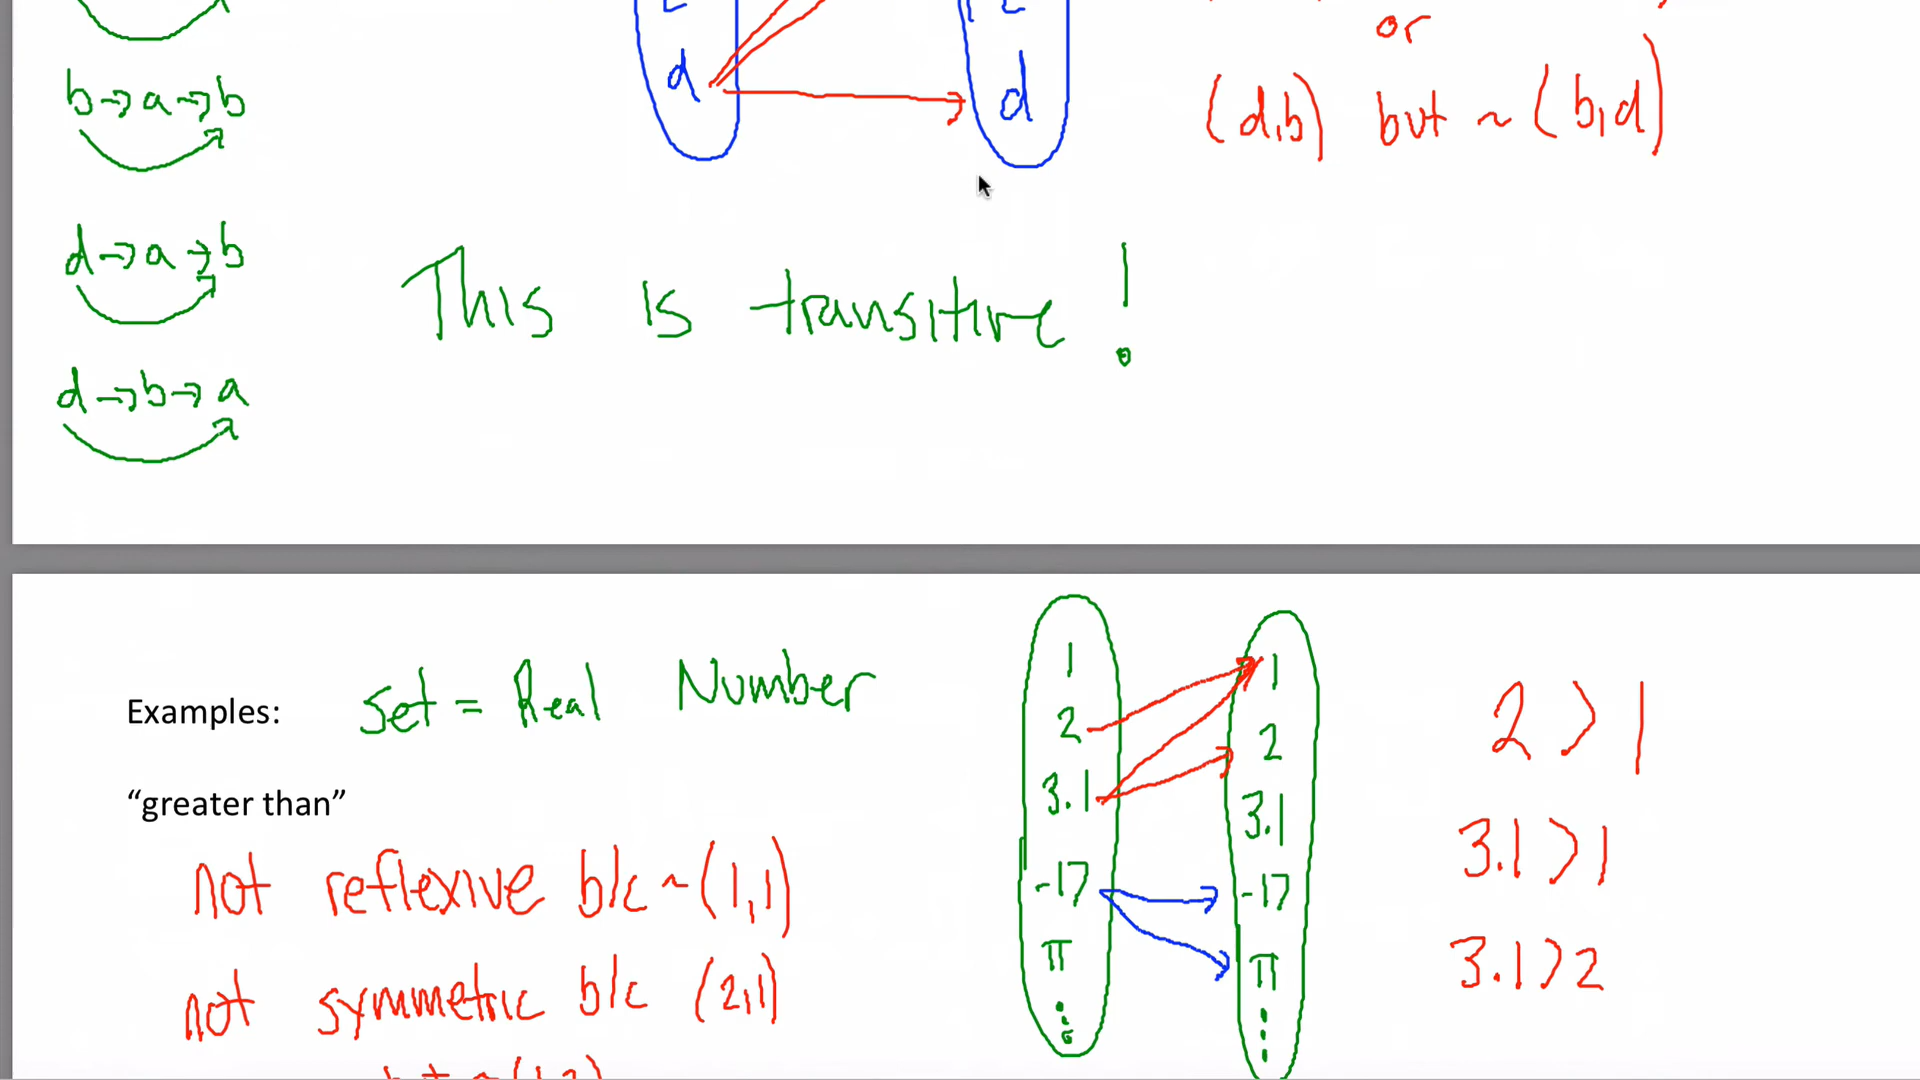 or
d d
b→a→b
(d,b) but ~ (b,d)
d→a→b
This is transitive!
d→b→a
Examples: set = Real Number
"greater than"
not reflexive b/c ~(1,1)
not symmetric b/c (2,1)
1 1
2 2
3.1 3.1
-17 -17
π π
2 > 1
3.1 > 1
3.1 > 2